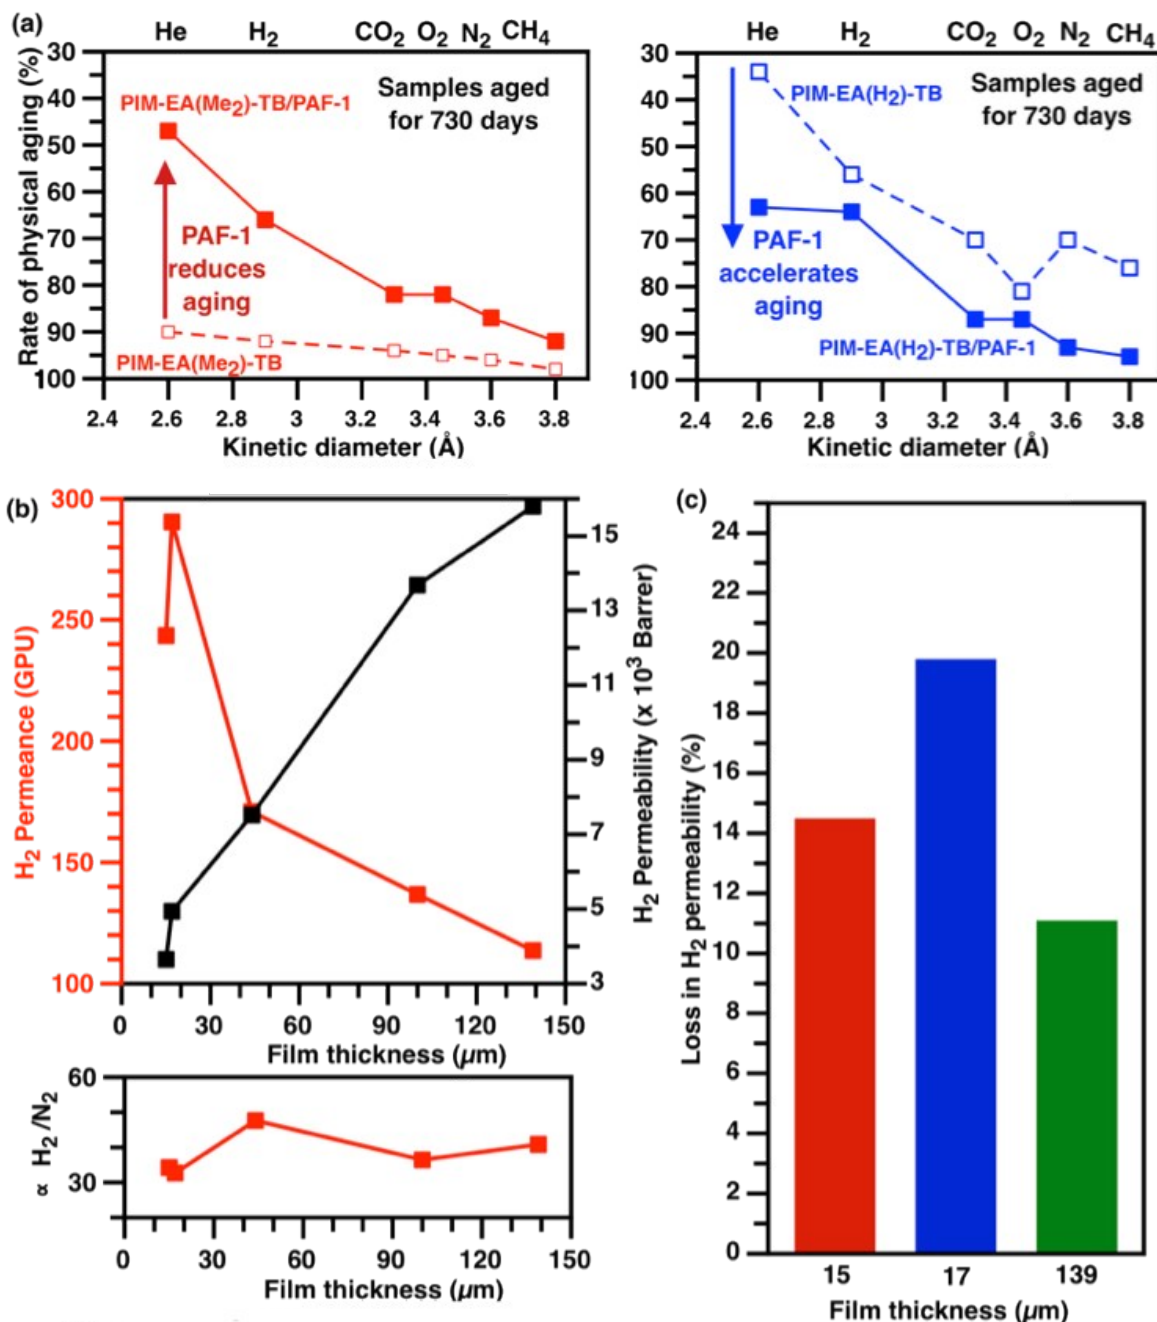 (a)
He H2 CO2 O2 N2 CH4
30
40
50
60
70
80
90
100
Rate of physical aging (%)
PIM-EA(Me2)-TB/PAF-1
Samples aged
for 730 days
PAF-1
reduces
aging
PIM-EA(Me2)-TB
2.4 2.6 2.8 3 3.2 3.4 3.6 3.8
Kinetic diameter (Å)
He H2 CO2 O2 N2 CH4
30
40
50
60
70
80
90
100
PIM-EA(H2)-TB
Samples aged
for 730 days
PAF-1
accelerates
aging
PIM-EA(H2)-TB/PAF-1
2.4 2.6 2.8 3 3.2 3.4 3.6 3.8
Kinetic diameter (Å)
(b)
300
250
200
150
100
H2 Permeance (GPU)
15
13
11
9
7
5
3
H2 Permeability (x 10³ Barrer)
0 30 60 90 120 150
Film thickness (µm)
60
30
∝ H2 /N2
0 30 60 90 120 150
Film thickness (µm)
(c)
24
22
20
18
16
14
12
10
8
6
4
2
0
Loss in H2 permeability (%)
15 17 139
Film thickness (µm)